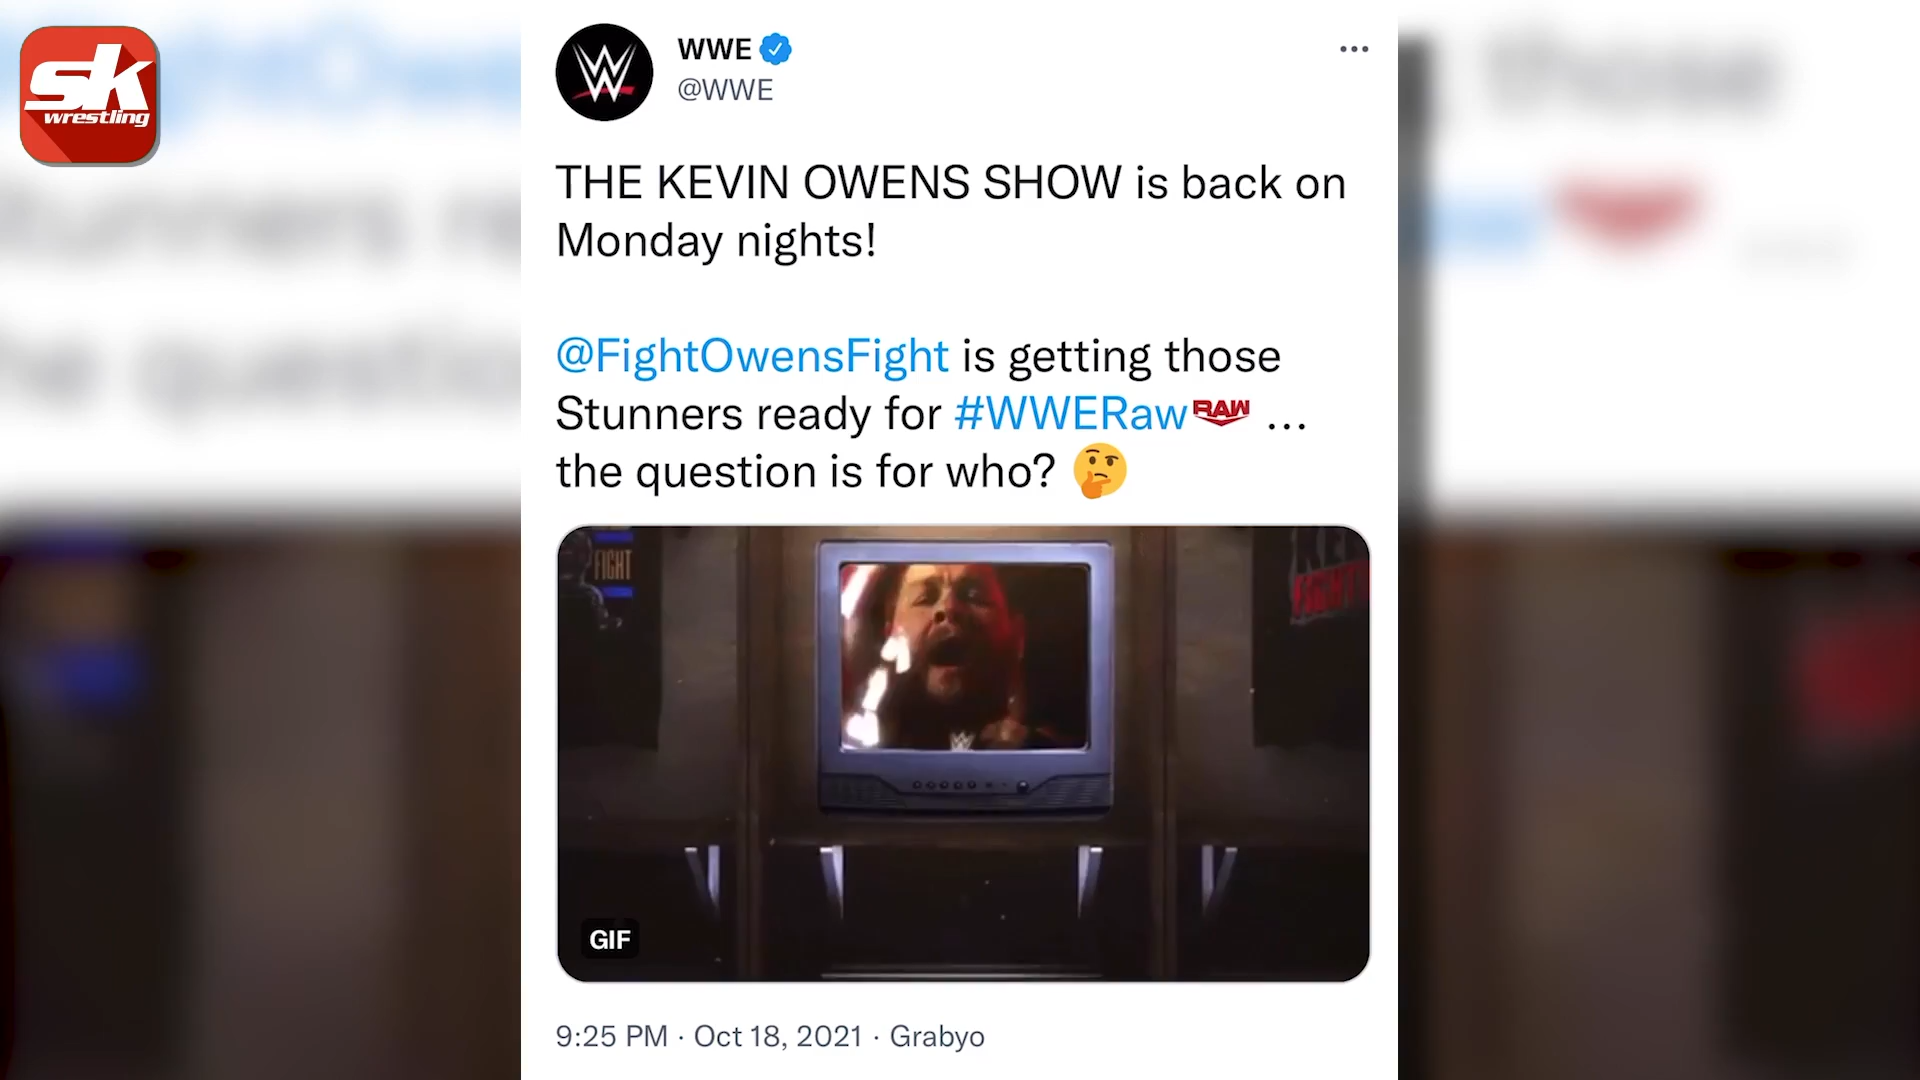 sk
wrestling
WWE
@WWE
THE KEVIN OWENS SHOW is back on
Monday nights!
@FightOwensFight is getting those
Stunners ready for #WWERaw RAW ...
the question is for who? 🤔
FIGHT
GIF
9:25 PM · Oct 18, 2021 · Grabyo